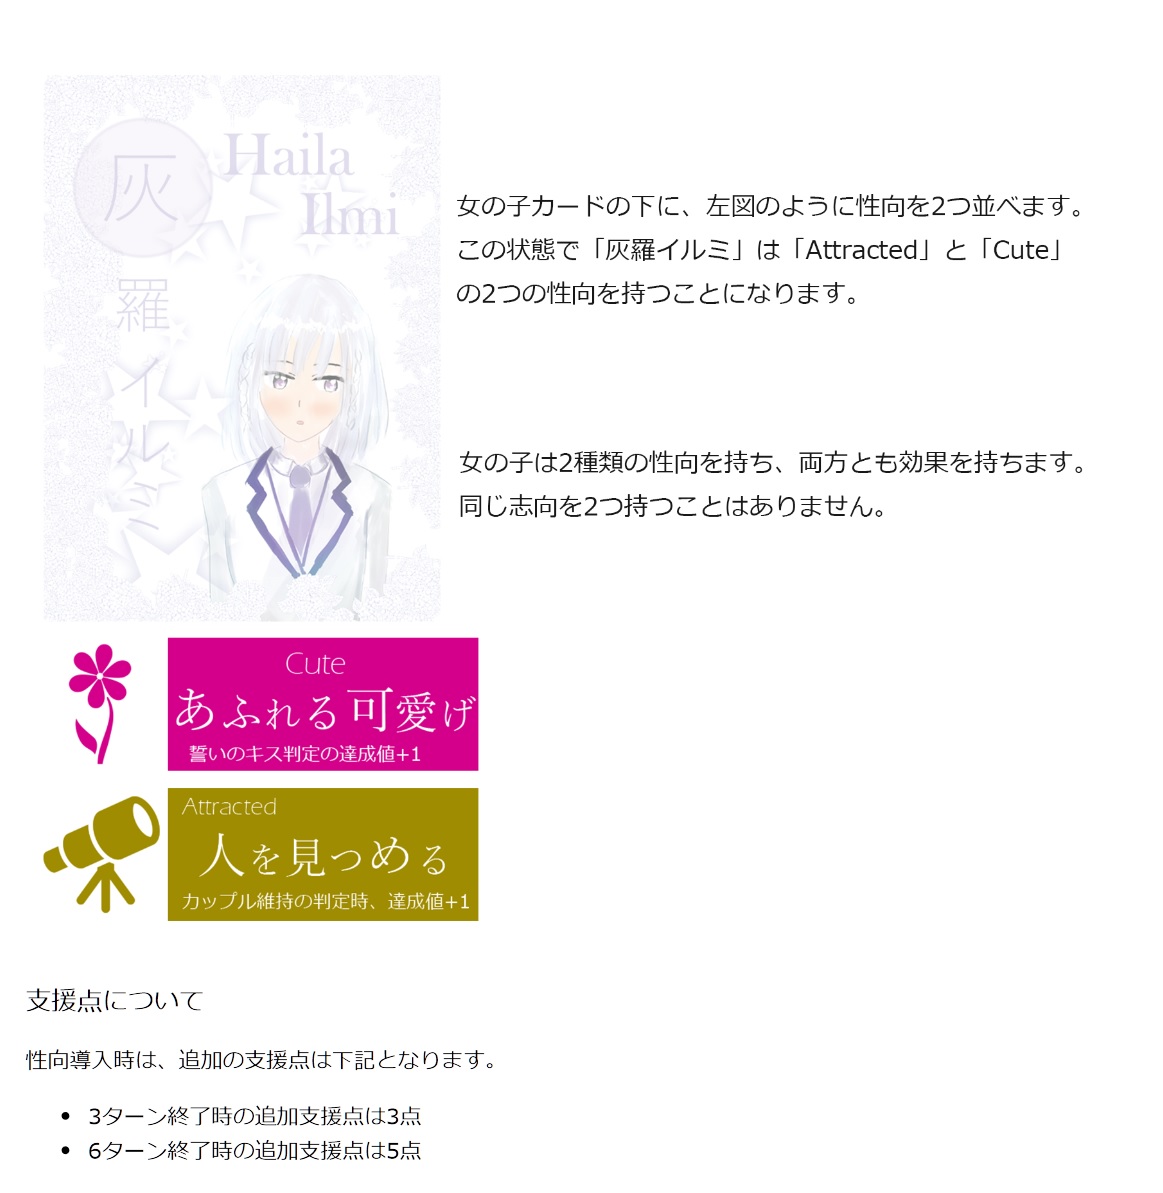 Haila
Ilmi
灰
羅
イ
ル
ミ
女の子カードの下に、左図のように性向を2つ並べます。
この状態で「灰羅イルミ」は「Attracted」と「Cute」
の2つの性向を持つことになります。
女の子は2種類の性向を持ち、両方とも効果を持ちます。
同じ志向を2つ持つことはありません。
Cute
あふれる可愛げ
誓いのキス判定の達成値+1
Attracted
人を見つめる
カップル維持の判定時、達成値+1
支援点について
性向導入時は、追加の支援点は下記となります。
• 3ターン終了時の追加支援点は3点
• 6ターン終了時の追加支援点は5点